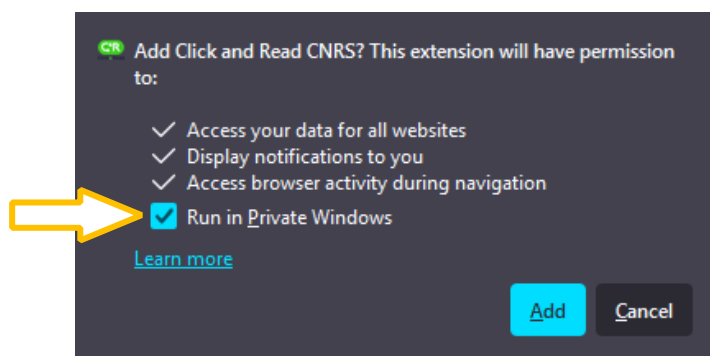 C&R Add Click and Read CNRS? This extension will have permission
to:
Access your data for all websites
Display notifications to you
Access browser activity during navigation
Run in Private Windows
Learn more
Add Cancel